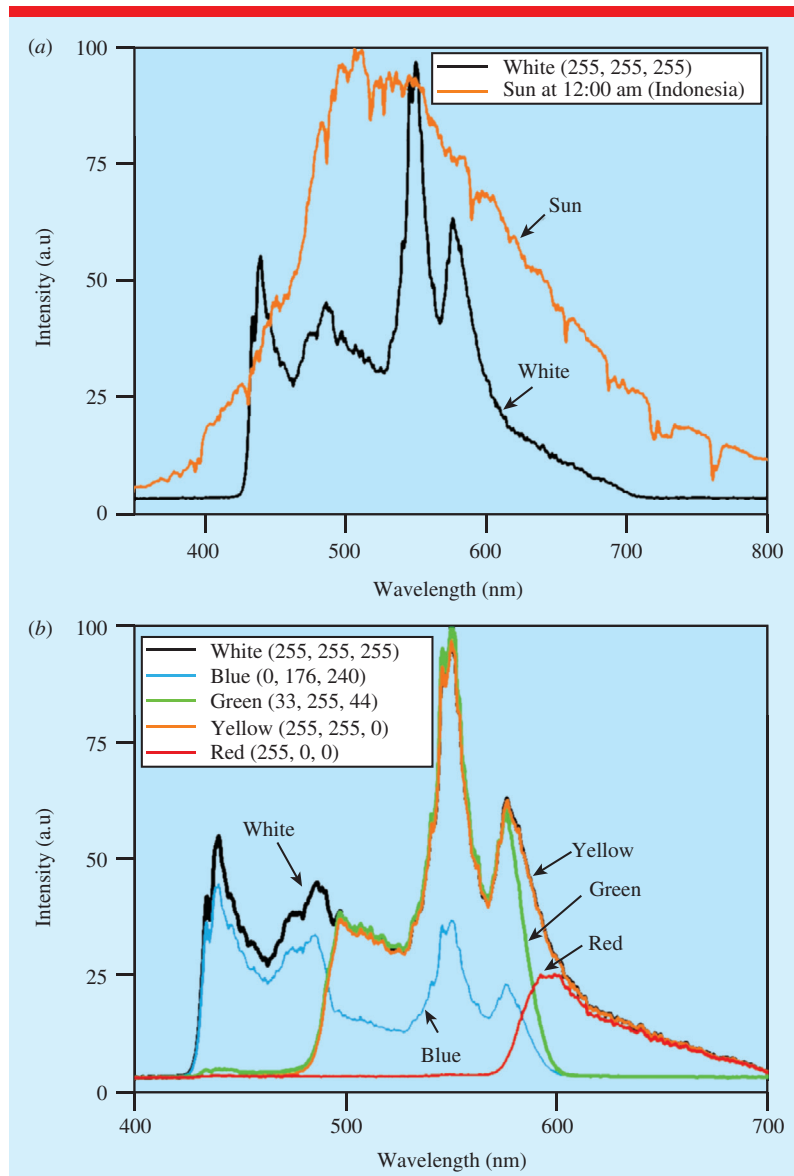 (a)
100
75
50
25
0
Intensity (a.u)
White (255, 255, 255)
Sun at 12:00 am (Indonesia)
Sun
White
400
500
600
700
800
Wavelength (nm)
(b)
100
75
50
25
0
Intensity (a.u)
White (255, 255, 255)
Blue (0, 176, 240)
Green (33, 255, 44)
Yellow (255, 255, 0)
Red (255, 0, 0)
White
Yellow
Green
Red
Blue
400
500
600
700
Wavelength (nm)